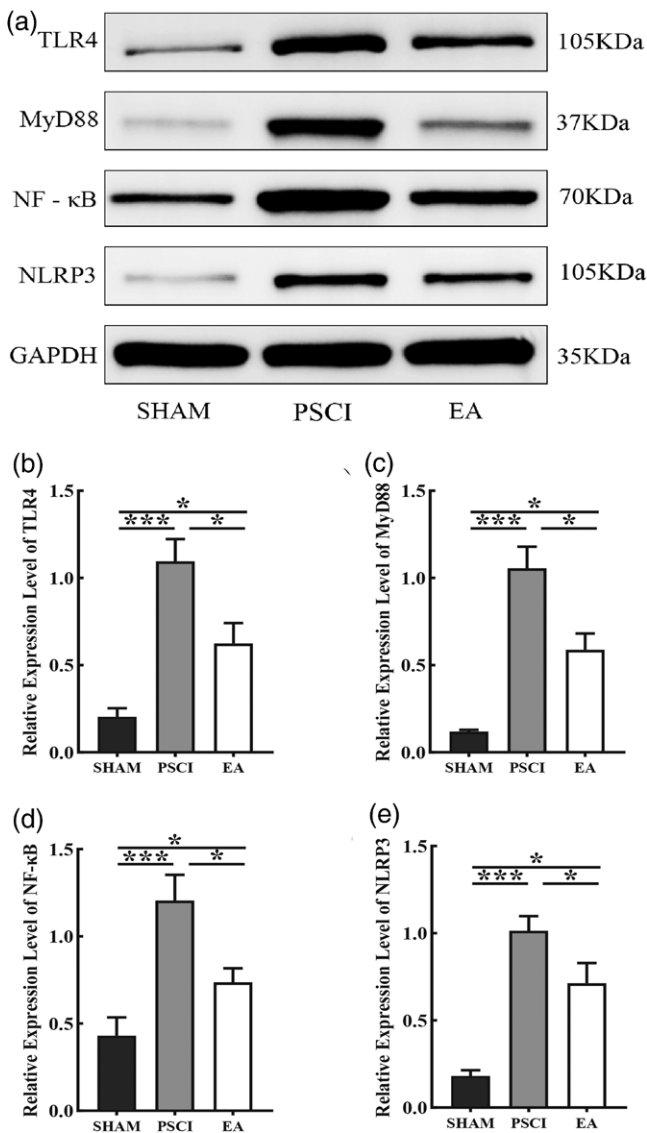 (a)
TLR4 105KDa
MyD88 37KDa
NF - κB 70KDa
NLRP3 105KDa
GAPDH 35KDa
SHAM PSCI EA
(b)
Relative Expression Level of TLR4
1.5
1.0
0.5
0.0
*
*** *
SHAM PSCI EA
(c)
Relative Expression Level of MyD88
1.5
1.0
0.5
0.0
*
*** *
SHAM PSCI EA
(d)
Relative Expression Level of NF-κB
1.5
1.0
0.5
0.0
*
*** *
SHAM PSCI EA
(e)
Relative Expression Level of NLRP3
1.5
1.0
0.5
0.0
*
*** *
SHAM PSCI EA